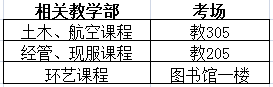 相关教学部 考场
土木、航空课程 教305
经管、现服课程 教205
环艺课程 图书馆一楼